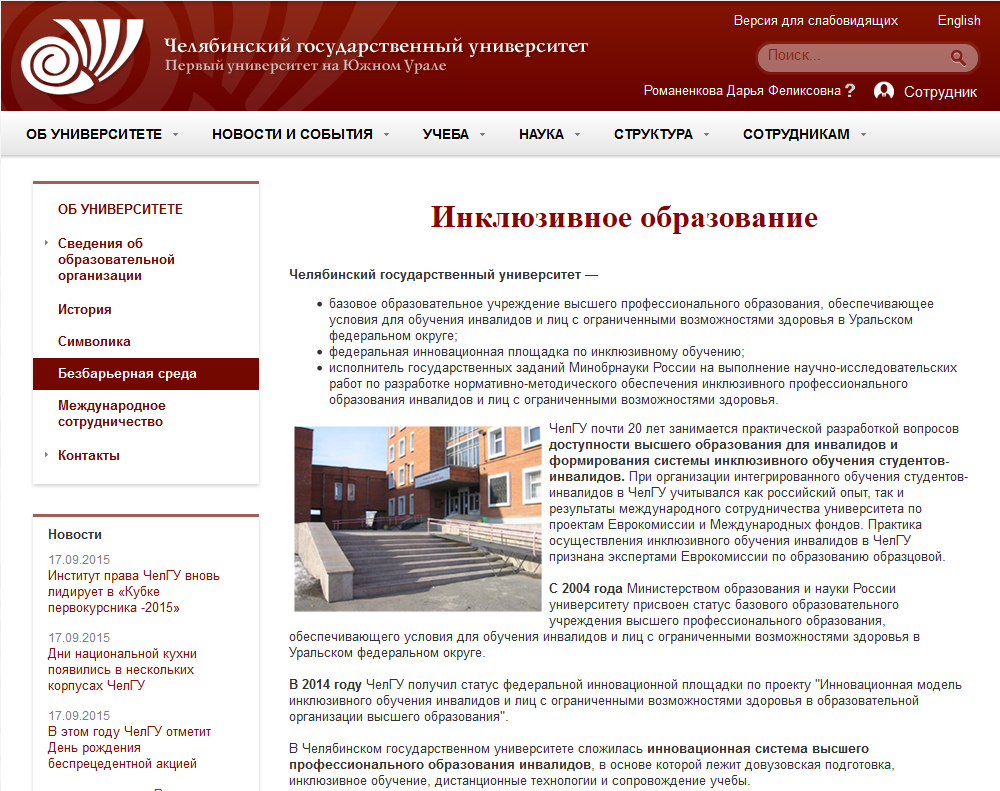 Версия для слабовидящих
English
Челябинский государственный университет
Первый университет на Южном Урале
Поиск...
Романенкова Дарья Феликсовна ?
Сотрудник
ОБ УНИВЕРСИТЕТЕ
НОВОСТИ И СОБЫТИЯ
УЧЕБА
НАУКА
СТРУКТУРА
СОТРУДНИКАМ
ОБ УНИВЕРСИТЕТЕ
Сведения об
образовательной
организации
История
Символика
Безбарьерная среда
Международное
сотрудничество
Контакты
Новости
17.09.2015
Институт права ЧелГУ вновь
лидирует в «Кубке
первокурсника -2015»
17.09.2015
Дни национальной кухни
появились в нескольких
корпусах ЧелГУ
17.09.2015
В этом году ЧелГУ отметит
День рождения
беспрецедентной акцией
Инклюзивное образование
Челябинский государственный университет —
• базовое образовательное учреждение высшего профессионального образования, обеспечивающее
условия для обучения инвалидов и лиц с ограниченными возможностями здоровья в Уральском
федеральном округе;
• федеральная инновационная площадка по инклюзивному обучению;
• исполнитель государственных заданий Минобрнауки России на выполнение научно-исследовательских
работ по разработке нормативно-методического обеспечения инклюзивного профессионального
образования инвалидов и лиц с ограниченными возможностями здоровья.
ЧелГУ почти 20 лет занимается практической разработкой вопросов
доступности высшего образования для инвалидов и
формирования системы инклюзивного обучения студентов-
инвалидов. При организации интегрированного обучения студентов-
инвалидов в ЧелГУ учитывался как российский опыт, так и
результаты международного сотрудничества университета по
проектам Еврокомиссии и Международных фондов. Практика
осуществления инклюзивного обучения инвалидов в ЧелГУ
признана экспертами Еврокомиссии по образованию образцовой.
С 2004 года Министерством образования и науки России
университету присвоен статус базового образовательного
учреждения высшего профессионального образования,
обеспечивающего условия для обучения инвалидов и лиц с ограниченными возможностями здоровья в
Уральском федеральном округе.
В 2014 году ЧелГУ получил статус федеральной инновационной площадки по проекту "Инновационная модель
инклюзивного обучения инвалидов и лиц с ограниченными возможностями здоровья в образовательной
организации высшего образования".
В Челябинском государственном университете сложилась инновационная система высшего
профессионального образования инвалидов, в основе которой лежит довузовская подготовка,
инклюзивное обучение, дистанционные технологии и сопровождение учебы.